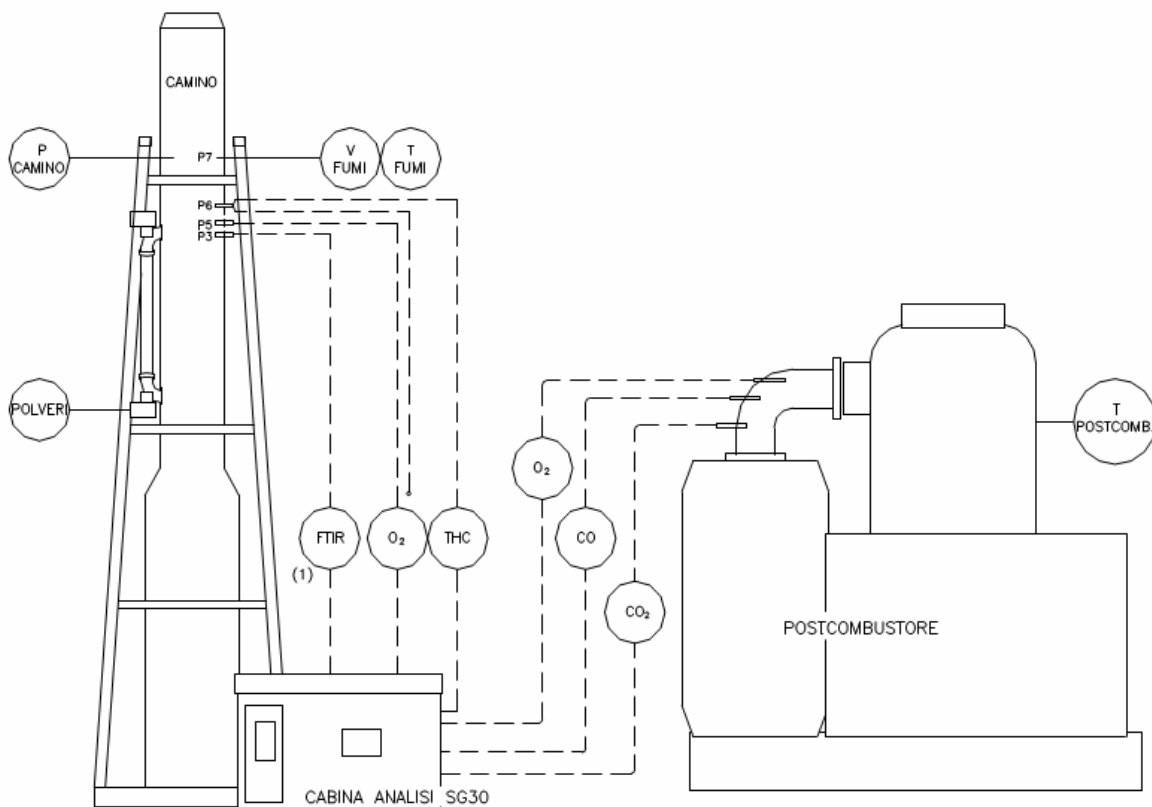 CAMINO
P
CAMINO
P7
V
FUMI
T
FUMI
P6
P5
P3
POLVERI
FTIR
(1)
O₂
THC
O₂
CO
CO₂
T
POSTCOMB.
POSTCOMBUSTORE
CABINA ANALISI SG30